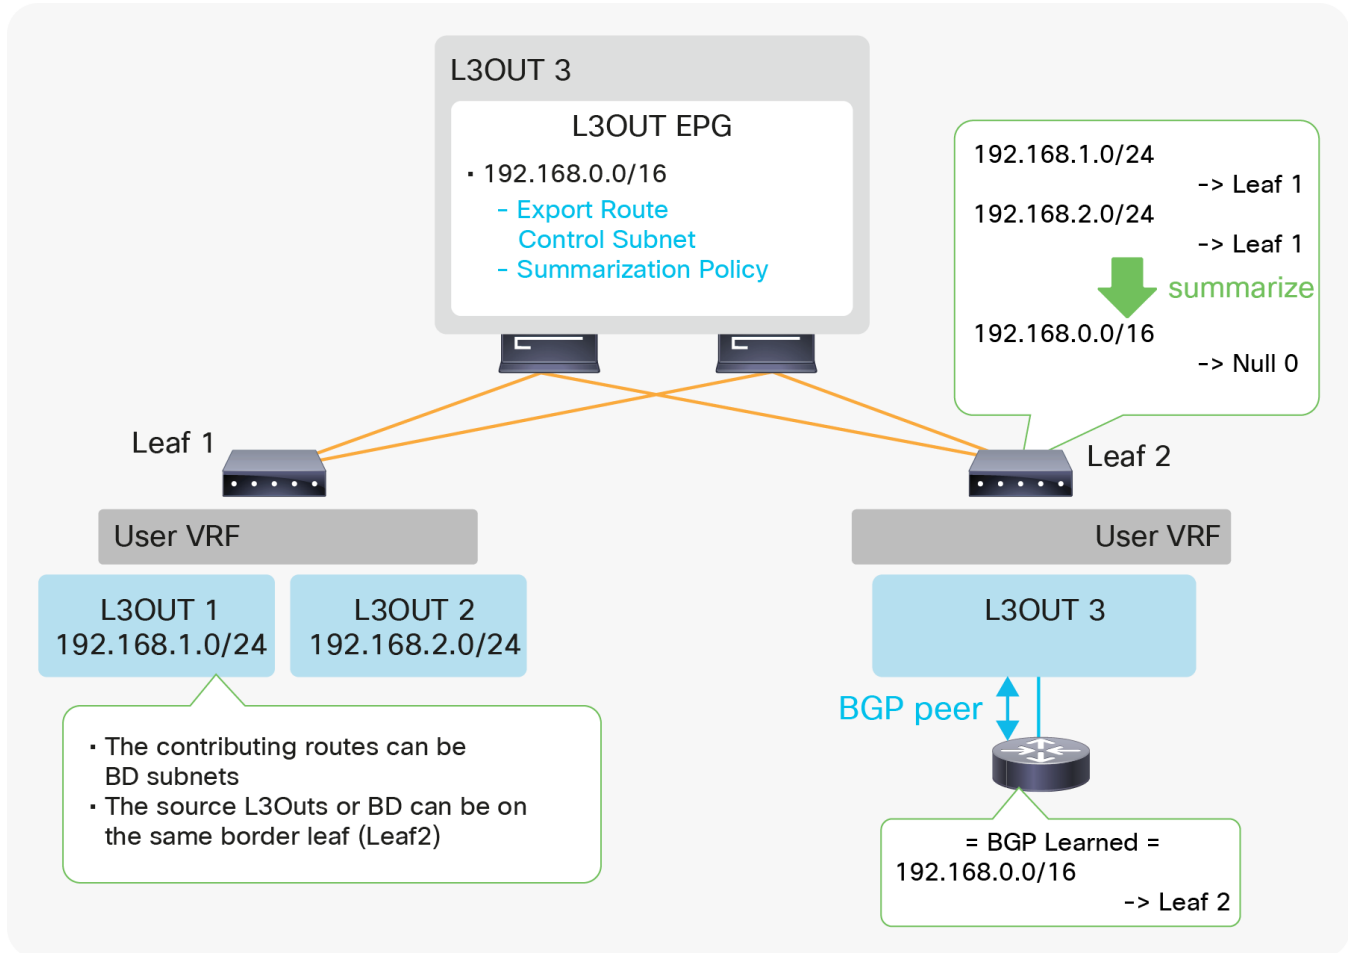 L3OUT 3
L3OUT EPG
· 192.168.0.0/16
- Export Route
Control Subnet
- Summarization Policy
192.168.1.0/24
-> Leaf 1
192.168.2.0/24
-> Leaf 1
summarize
192.168.0.0/16
-> Null 0
Leaf 1
Leaf 2
User VRF
User VRF
L3OUT 1
192.168.1.0/24
L3OUT 2
192.168.2.0/24
L3OUT 3
· The contributing routes can be
BD subnets
· The source L3Outs or BD can be on
the same border leaf (Leaf2)
BGP peer
= BGP Learned =
192.168.0.0/16
-> Leaf 2